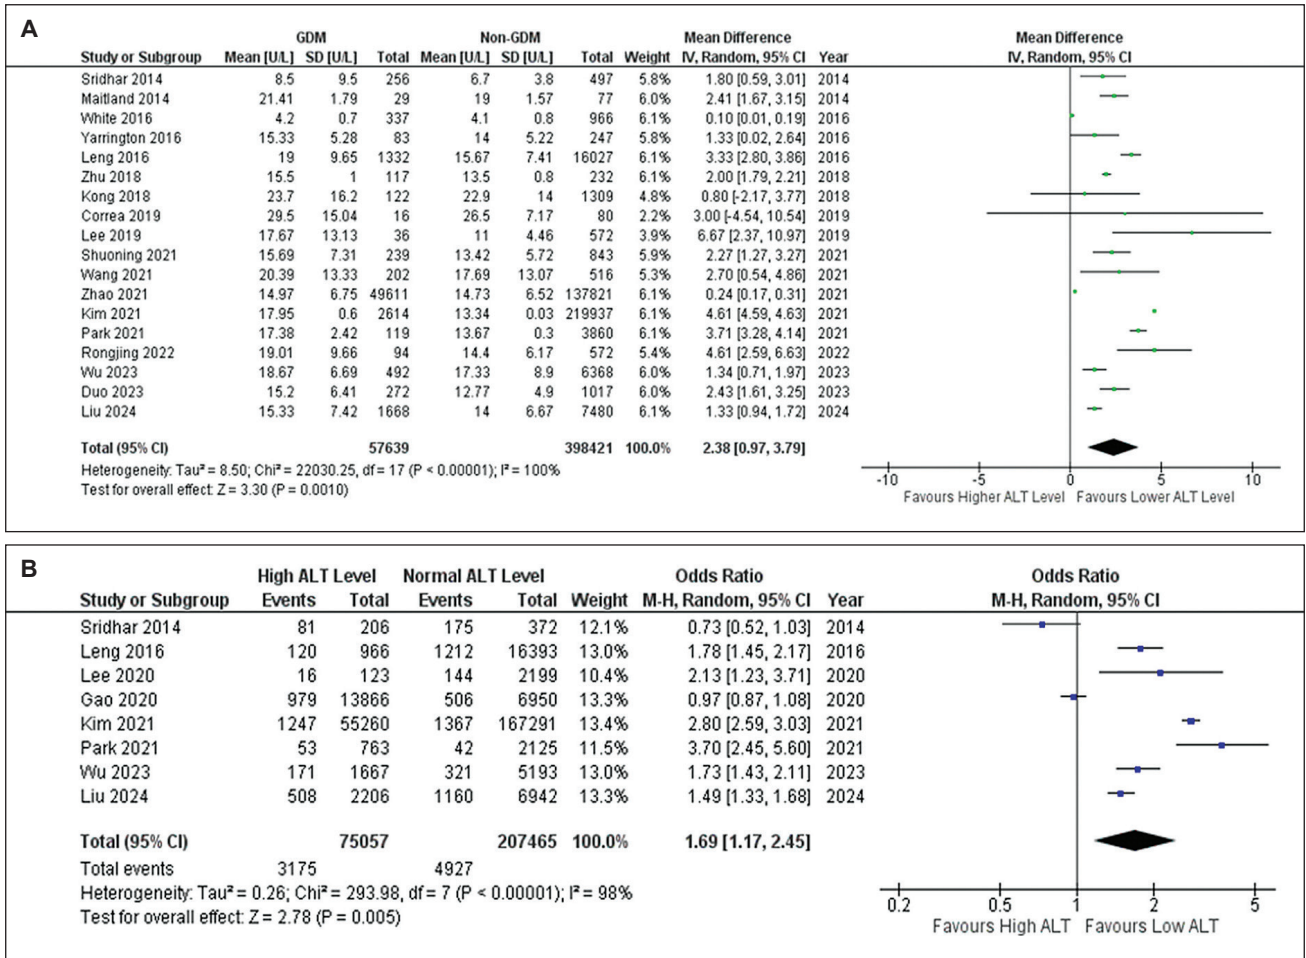 A
GDM Non-GDM Mean Difference Mean Difference
Study or Subgroup Mean [U/L] SD [U/L] Total Mean [U/L] SD [U/L] Total Weight IV, Random, 95% CI Year IV, Random, 95% CI
Sridhar 2014 8.5 9.5 256 6.7 3.8 497 5.8% 1.80 [0.59, 3.01] 2014
Maitland 2014 21.41 1.79 29 19 1.57 77 6.0% 2.41 [1.67, 3.15] 2014
White 2016 4.2 0.7 337 4.1 0.8 966 6.1% 0.10 [0.01, 0.19] 2016
Yarrington 2016 15.33 5.28 83 14 5.22 247 5.8% 1.33 [0.02, 2.64] 2016
Leng 2016 19 9.65 1332 15.67 7.41 16027 6.1% 3.33 [2.80, 3.86] 2016
Zhu 2018 15.5 1 117 13.5 0.8 232 6.1% 2.00 [1.79, 2.21] 2018
Kong 2018 23.7 16.2 122 22.9 14 1309 4.8% 0.80 [-2.17, 3.77] 2018
Correa 2019 29.5 15.04 16 26.5 7.17 80 2.2% 3.00 [-4.54, 10.54] 2019
Lee 2019 17.67 13.13 36 11 4.46 572 3.9% 6.67 [2.37, 10.97] 2019
Shuoning 2021 15.69 7.31 239 13.42 5.72 843 5.9% 2.27 [1.27, 3.27] 2021
Wang 2021 20.39 13.33 202 17.69 13.07 516 5.3% 2.70 [0.54, 4.86] 2021
Zhao 2021 14.97 6.75 49611 14.73 6.52 137821 6.1% 0.24 [0.17, 0.31] 2021
Kim 2021 17.95 0.6 2614 13.34 0.03 219937 6.1% 4.61 [4.59, 4.63] 2021
Park 2021 17.38 2.42 119 13.67 0.3 3860 6.1% 3.71 [3.28, 4.14] 2021
Rongjing 2022 19.01 9.66 94 14.4 6.17 572 5.4% 4.61 [2.59, 6.63] 2022
Wu 2023 18.67 6.69 492 17.33 8.9 6368 6.0% 1.34 [0.71, 1.97] 2023
Duo 2023 15.2 6.41 272 12.77 4.9 1017 6.0% 2.43 [1.61, 3.25] 2023
Liu 2024 15.33 7.42 1668 14 6.67 7480 6.1% 1.33 [0.94, 1.72] 2024
Total (95% CI) 57639 398421 100.0% 2.38 [0.97, 3.79]
Heterogeneity: Tau² = 8.50; Chi² = 22030.25, df = 17 (P < 0.00001); I² = 100%
Test for overall effect: Z = 3.30 (P = 0.0010)
-10 -5 0 5 10
Favours Higher ALT Level Favours Lower ALT Level
B
High ALT Level Normal ALT Level Odds Ratio Odds Ratio
Study or Subgroup Events Total Events Total Weight M-H, Random, 95% CI Year M-H, Random, 95% CI
Sridhar 2014 81 206 175 372 12.1% 0.73 [0.52, 1.03] 2014
Leng 2016 120 966 1212 16393 13.0% 1.78 [1.45, 2.17] 2016
Lee 2020 16 123 144 2199 10.4% 2.13 [1.23, 3.71] 2020
Gao 2020 979 13866 506 6950 13.3% 0.97 [0.87, 1.08] 2020
Kim 2021 1247 55260 1367 167291 13.4% 2.80 [2.59, 3.03] 2021
Park 2021 53 763 42 2125 11.5% 3.70 [2.45, 5.60] 2021
Wu 2023 171 1667 321 5193 13.0% 1.73 [1.43, 2.11] 2023
Liu 2024 508 2206 1160 6942 13.3% 1.49 [1.33, 1.68] 2024
Total (95% CI) 75057 207465 100.0% 1.69 [1.17, 2.45]
Total events 3175 4927
Heterogeneity: Tau² = 0.26; Chi² = 293.98, df = 7 (P < 0.00001); I² = 98%
Test for overall effect: Z = 2.78 (P = 0.005)
0.2 0.5 1 2 5
Favours High ALT Favours Low ALT